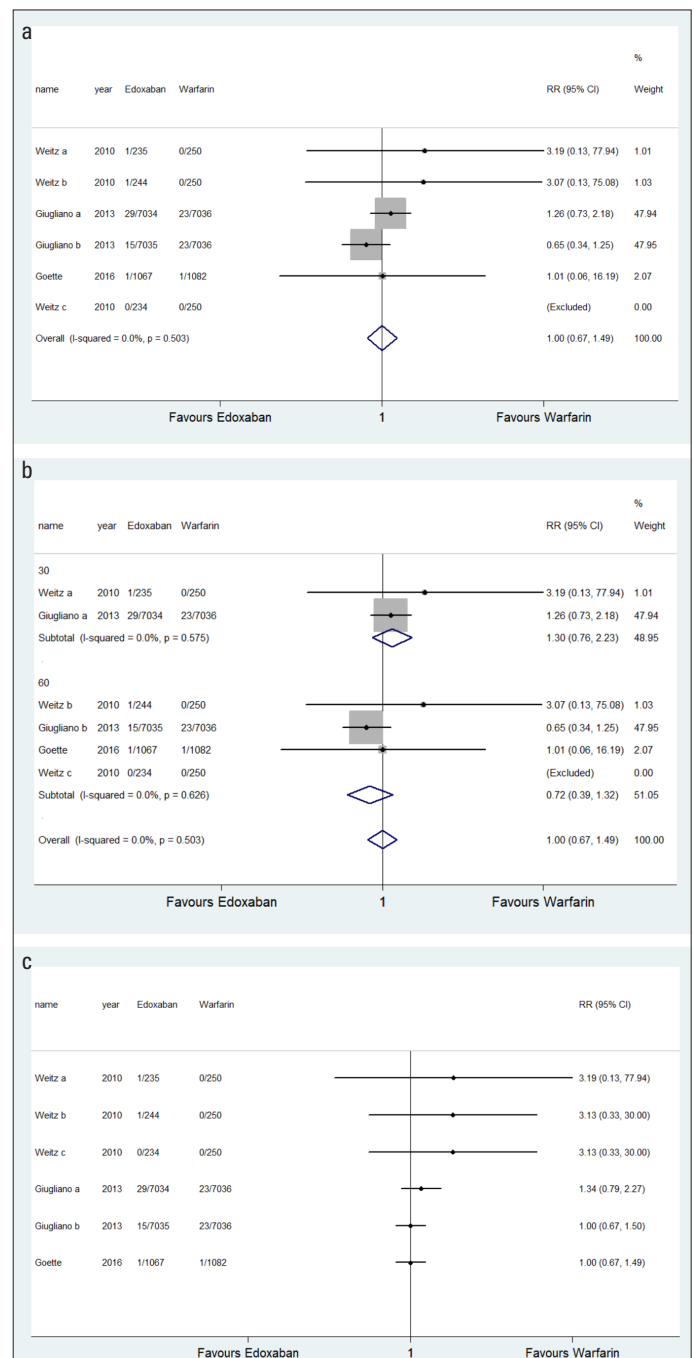 a
%
name year Edoxaban Warfarin RR (95% CI) Weight
Weitz a 2010 1/235 0/250 3.19 (0.13, 77.94) 1.01
Weitz b 2010 1/244 0/250 3.07 (0.13, 75.08) 1.03
Giugliano a 2013 29/7034 23/7036 1.26 (0.73, 2.18) 47.94
Giugliano b 2013 15/7035 23/7036 0.65 (0.34, 1.25) 47.95
Goette 2016 1/1067 1/1082 1.01 (0.06, 16.19) 2.07
Weitz c 2010 0/234 0/250 (Excluded) 0.00
Overall (I-squared = 0.0%, p = 0.503) 1.00 (0.67, 1.49) 100.00
Favours Edoxaban 1 Favours Warfarin
b
%
name year Edoxaban Warfarin RR (95% CI) Weight
30
Weitz a 2010 1/235 0/250 3.19 (0.13, 77.94) 1.01
Giugliano a 2013 29/7034 23/7036 1.26 (0.73, 2.18) 47.94
Subtotal (I-squared = 0.0%, p = 0.575) 1.30 (0.76, 2.23) 48.95
.
60
Weitz b 2010 1/244 0/250 3.07 (0.13, 75.08) 1.03
Giugliano b 2013 15/7035 23/7036 0.65 (0.34, 1.25) 47.95
Goette 2016 1/1067 1/1082 1.01 (0.06, 16.19) 2.07
Weitz c 2010 0/234 0/250 (Excluded) 0.00
Subtotal (I-squared = 0.0%, p = 0.626) 0.72 (0.39, 1.32) 51.05
.
Overall (I-squared = 0.0%, p = 0.503) 1.00 (0.67, 1.49) 100.00
Favours Edoxaban 1 Favours Warfarin
c
name year Edoxaban Warfarin RR (95% CI)
Weitz a 2010 1/235 0/250 3.19 (0.13, 77.94)
Weitz b 2010 1/244 0/250 3.13 (0.33, 30.00)
Weitz c 2010 0/234 0/250 3.13 (0.33, 30.00)
Giugliano a 2013 29/7034 23/7036 1.34 (0.79, 2.27)
Giugliano b 2013 15/7035 23/7036 1.00 (0.67, 1.50)
Goette 2016 1/1067 1/1082 1.00 (0.67, 1.49)
Favours Edoxaban 1 Favours Warfarin